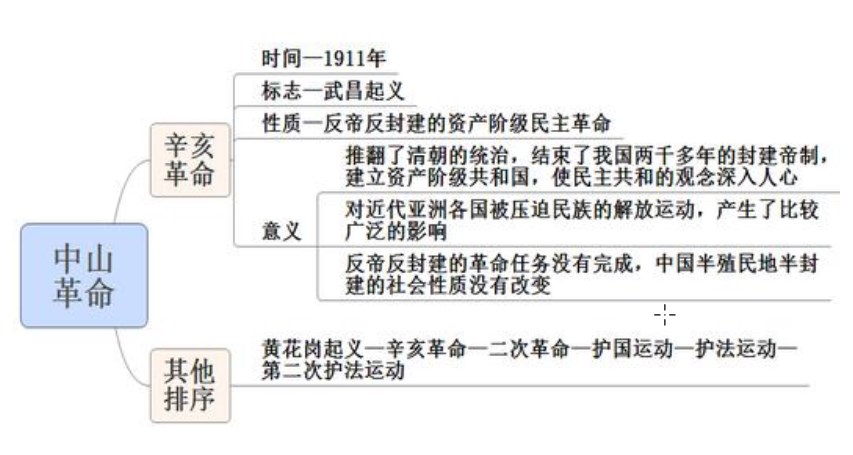 中山
革命
辛亥
革命
时间—1911年
标志—武昌起义
性质—反帝反封建的资产阶级民主革命
意义
推翻了清朝的统治，结束了我国两千多年的封建帝制，
建立资产阶级共和国，使民主共和的观念深入人心
对近代亚洲各国被压迫民族的解放运动，产生了比较
广泛的影响
反帝反封建的革命任务没有完成，中国半殖民地半封
建的社会性质没有改变
其他
排序
黄花岗起义—辛亥革命—二次革命—护国运动—护法运动—
第二次护法运动